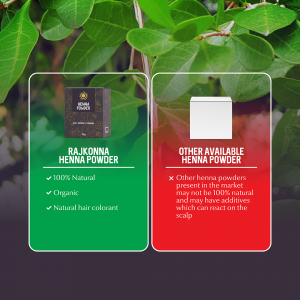 HENNA
POWDER
RAJKONNA
HENNA POWDER
100% Natural
Organic
Natural hair colorant
OTHER AVAILABLE
HENNA POWDER
Other henna powders
present in the market
may not be 100% natural
and may have additives
which can react on the
scalp